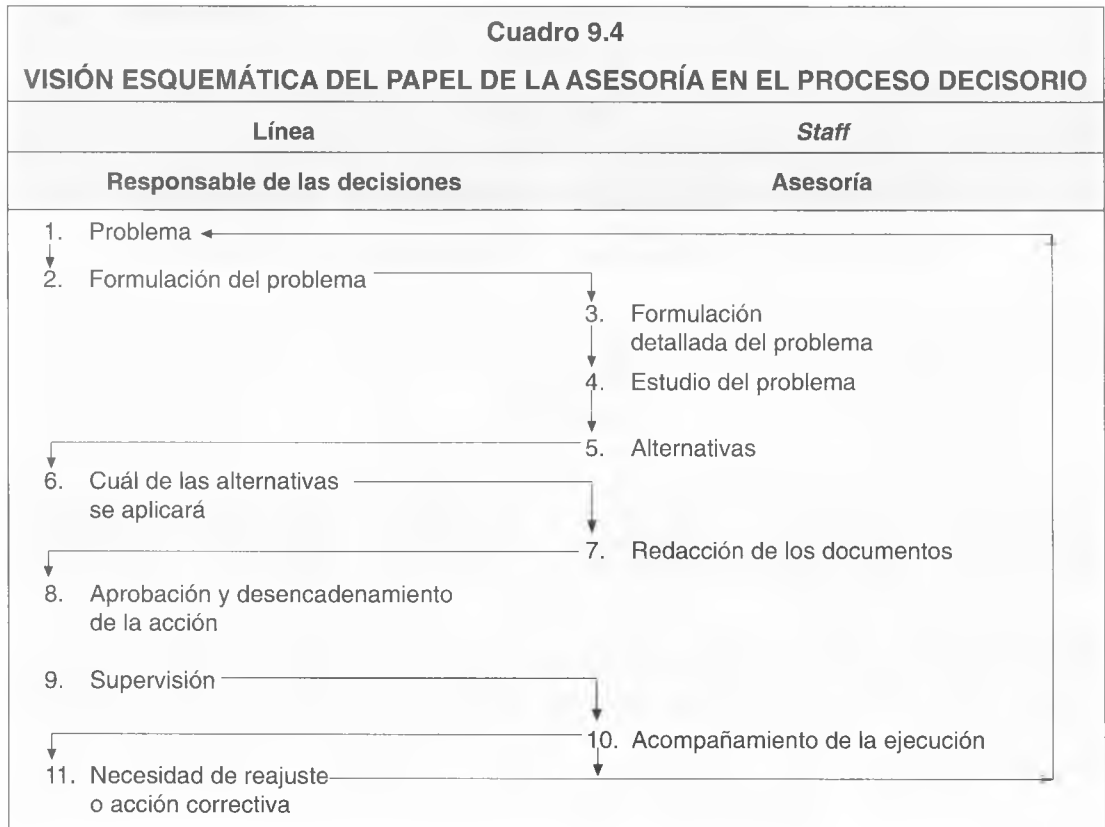 Cuadro 9.4
VISIÓN ESQUEMÁTICA DEL PAPEL DE LA ASESORÍA EN EL PROCESO DECISORIO
Línea
Staff
Responsable de las decisiones
Asesoría
1. Problema
2. Formulación del problema
3. Formulación
detallada del problema
4. Estudio del problema
5. Alternativas
6. Cuál de las alternativas
se aplicará
7. Redacción de los documentos
8. Aprobación y desencadenamiento
de la acción
9. Supervisión
10. Acompañamiento de la ejecución
11. Necesidad de reajuste
o acción correctiva